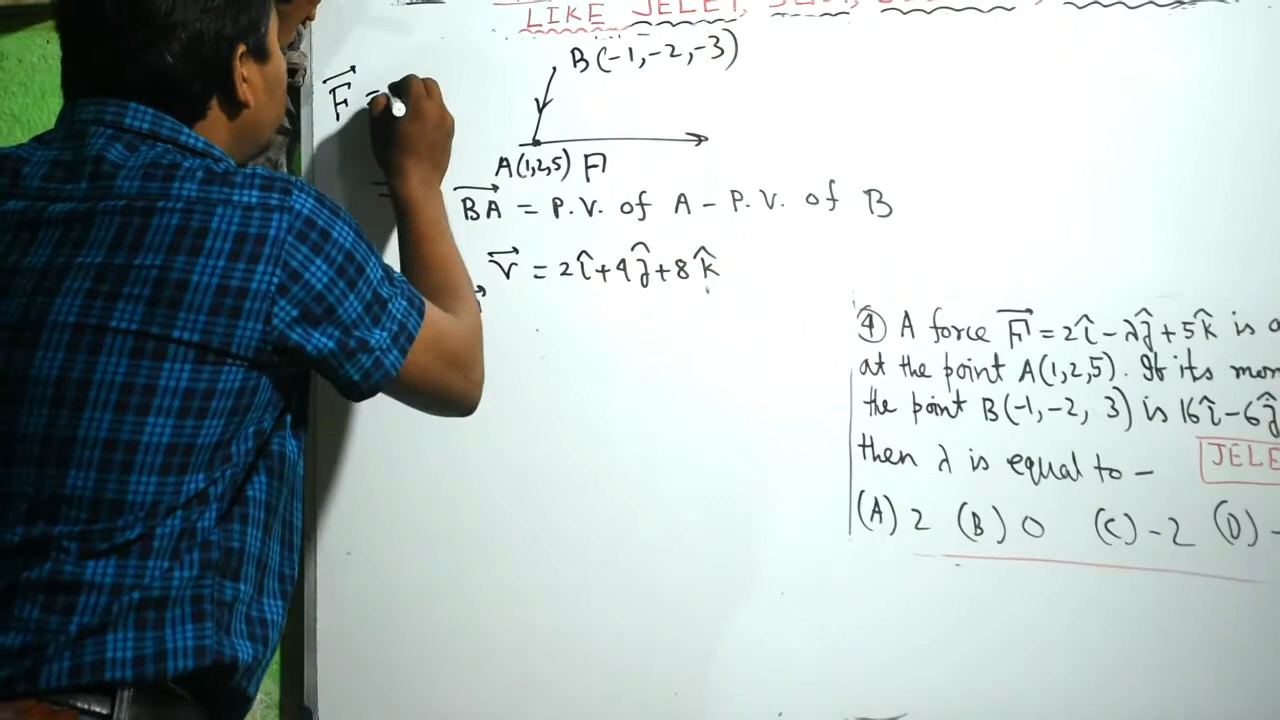 LIKE JELET,
B(-1,-2,-3)
F⃗ =
A(1,2,5) F⃗
B⃗A⃗ = P.V. of A - P.V. of B
r⃗ = 2î+4ĵ+8k̂
④ A force F⃗ = 2î-λĵ+5k̂ is a
at the point A(1,2,5). If its mom
the point B(-1,-2, 3) is 16î-6ĵ
then λ is equal to - JELE
(A) 2 (B) 0 (C) -2 (D) -